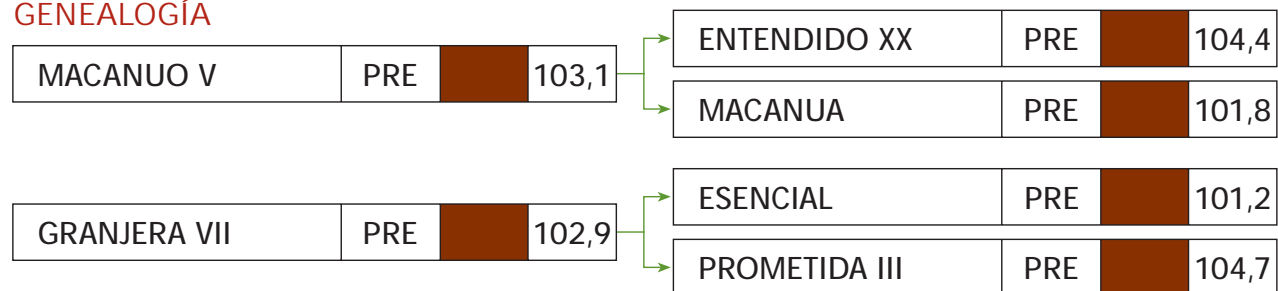 GENEALOGÍA
MACANUO V PRE 103,1
ENTENDIDO XX PRE 104,4
MACANUA PRE 101,8
GRANJERA VII PRE 102,9
ESENCIAL PRE 101,2
PROMETIDA III PRE 104,7